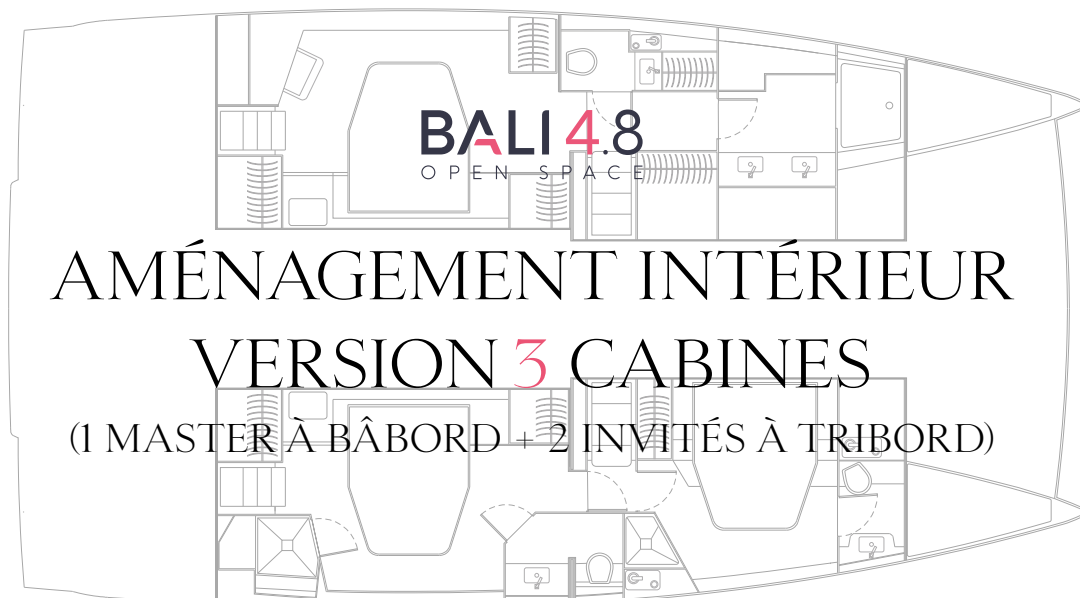 BALI 4.8
OPEN SPACE
AMÉNAGEMENT INTÉRIEUR
VERSION 3 CABINES
(1 MASTER À BÂBORD + 2 INVITÉS À TRIBORD)